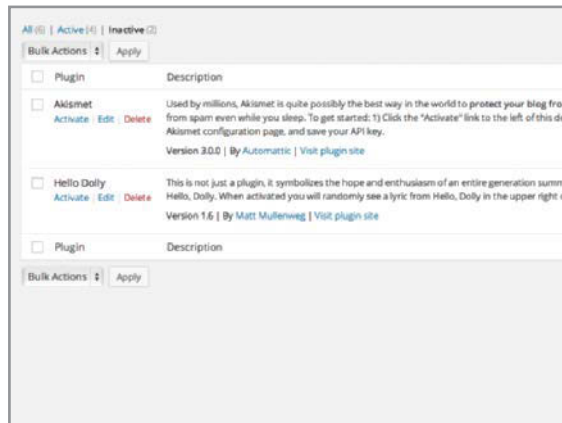 All (6) | Active (4) | Inactive (2)
Bulk Actions Apply
Plugin Description
Akismet Used by millions, Akismet is quite possibly the best way in the world to protect your blog fro
Activate | Edit | Delete from spam even while you sleep. To get started: 1) Click the "Activate" link to the left of this de
Akismet configuration page, and save your API key.
Version 3.0.0 | By Automattic | Visit plugin site
Hello Dolly This is not just a plugin, it symbolizes the hope and enthusiasm of an entire generation summ
Activate | Edit | Delete Hello, Dolly. When activated you will randomly see a lyric from Hello, Dolly in the upper right
Version 1.6 | By Matt Mullenweg | Visit plugin site
Plugin Description
Bulk Actions Apply